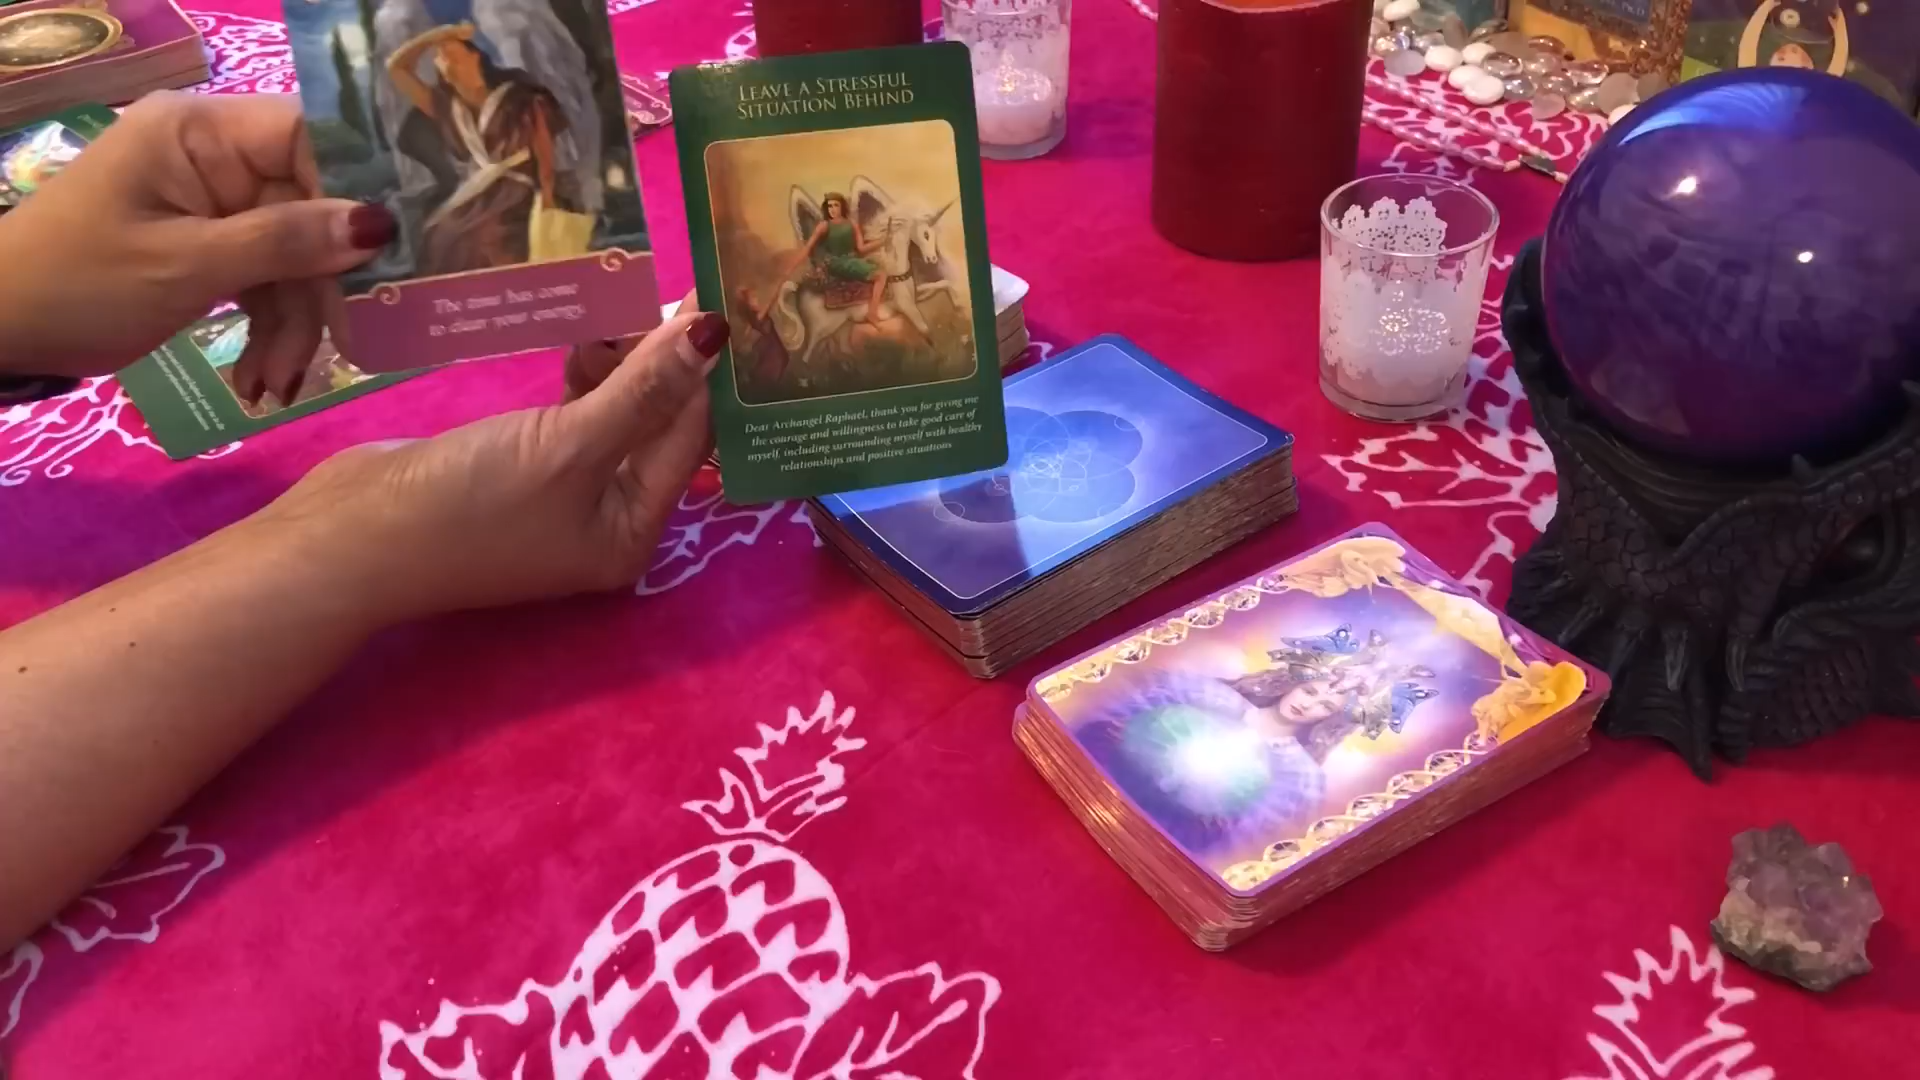 LEAVE A STRESSFUL
SITUATION BEHIND
The time has come
to clear your energy.
Dear Archangel Raphael, thank you for giving me
the courage and willingness to take good care of
myself, including surrounding myself with healthy
relationships and positive situations